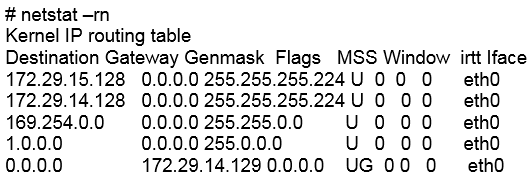 # netstat –rn
Kernel IP routing table
Destination Gateway Genmask Flags MSS Window irtt Iface
172.29.15.128 0.0.0.0 255.255.255.224 U 0 0 0 eth0
172.29.14.128 0.0.0.0 255.255.255.224 U 0 0 0 eth0
169.254.0.0 0.0.0.0 255.255.0.0 U 0 0 0 eth0
1.0.0.0 0.0.0.0 255.0.0.0 U 0 0 0 eth0
0.0.0.0 172.29.14.129 0.0.0.0 UG 0 0 0 eth0